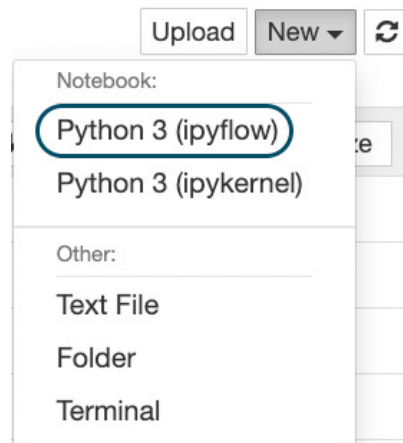 Upload New
Notebook:
Python 3 (ipyflow)
Python 3 (ipykernel)
Other:
Text File
Folder
Terminal